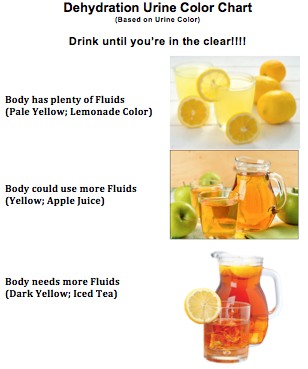 Dehydration Urine Color Chart
(Based on Urine Color)
Drink until you're in the clear!!!!
Body has plenty of Fluids
(Pale Yellow; Lemonade Color)
Body could use more Fluids
(Yellow; Apple Juice)
Body needs more Fluids
(Dark Yellow; Iced Tea)